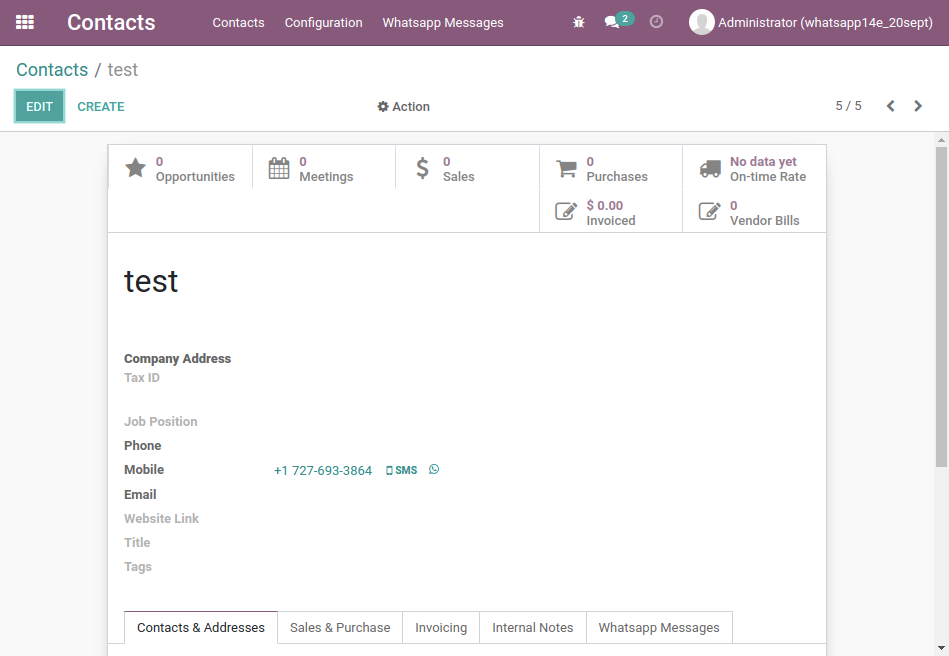 Contacts Contacts Configuration Whatsapp Messages 2 Administrator (whatsapp14e_20sept)
Contacts / test
EDIT CREATE Action 5 / 5
0 Opportunities
0 Meetings
0 Sales
0 Purchases
No data yet On-time Rate
$ 0.00 Invoiced
0 Vendor Bills
test
Company Address
Tax ID
Job Position
Phone
Mobile +1 727-693-3864 SMS
Email
Website Link
Title
Tags
Contacts & Addresses Sales & Purchase Invoicing Internal Notes Whatsapp Messages